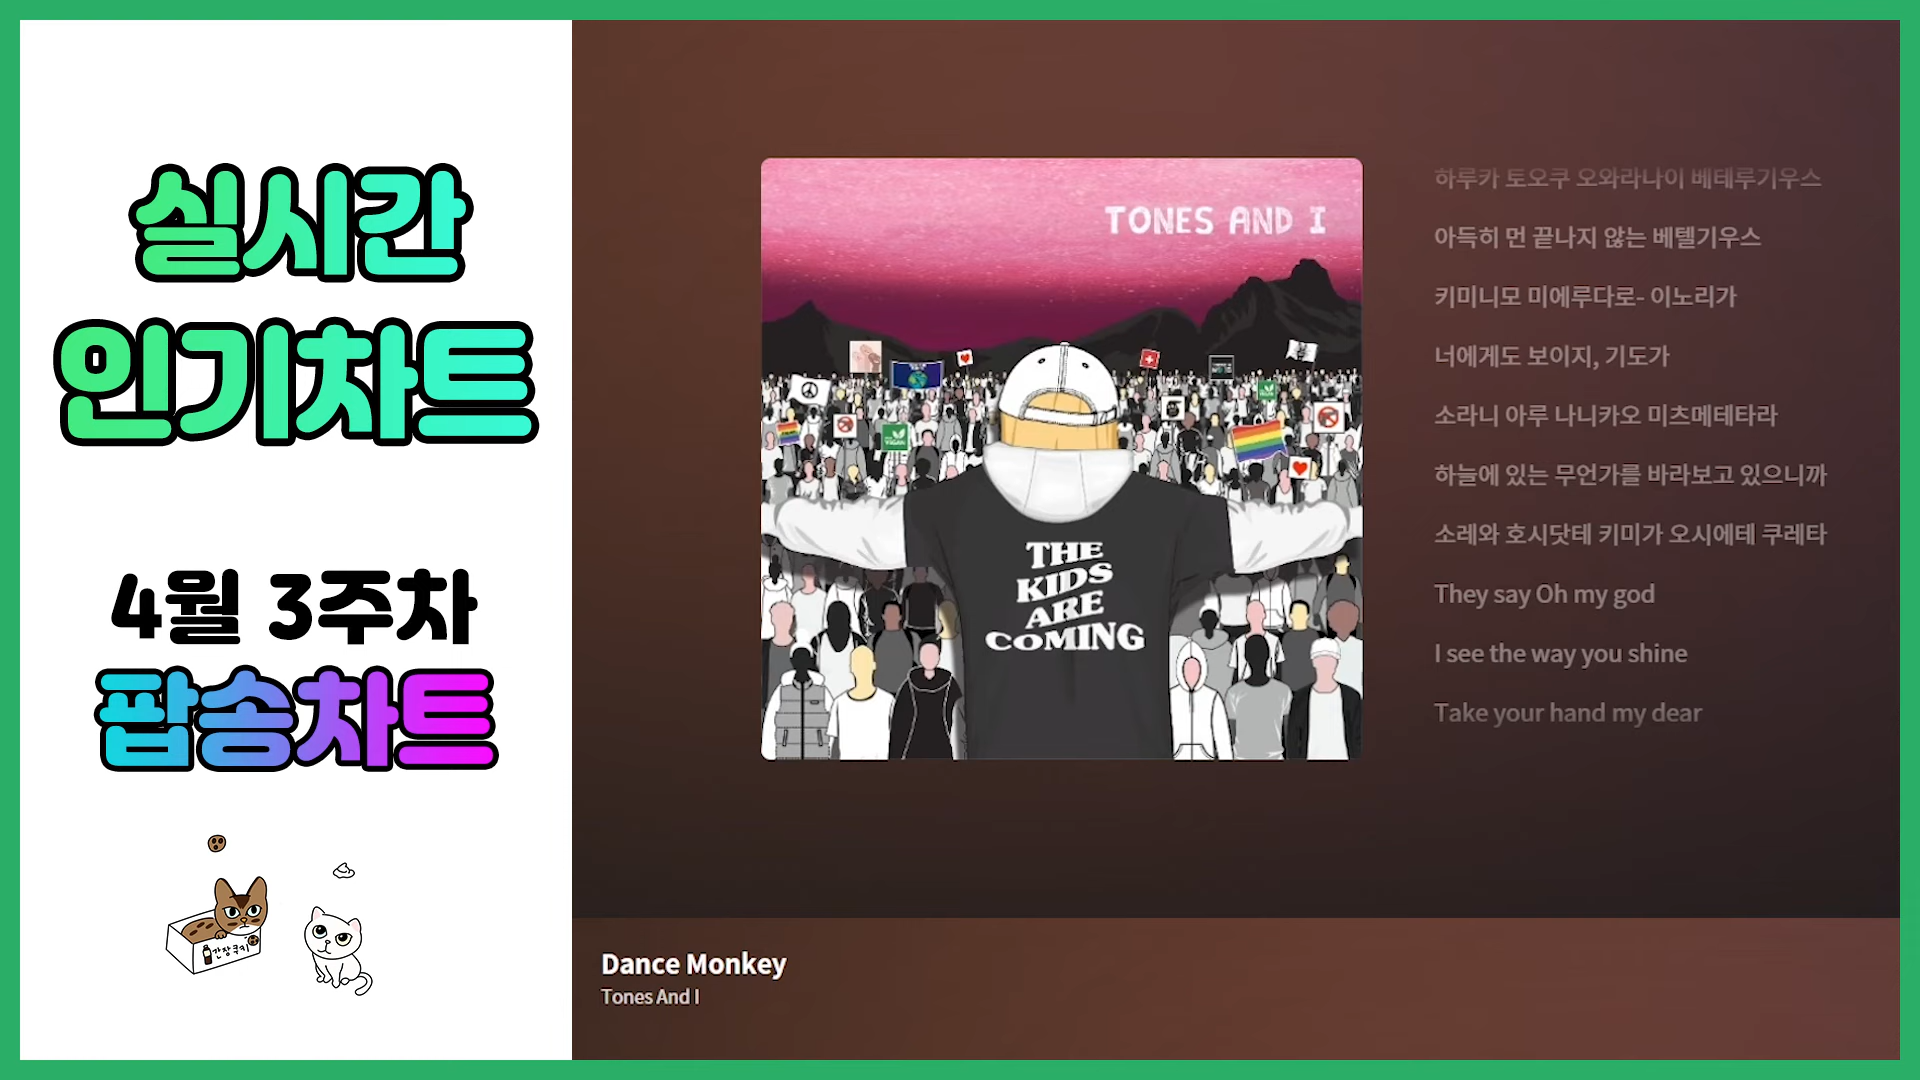 실시간
인기차트
4월 3주차
팝송차트
간장쿡키
TONES AND I
THE
KIDS
ARE
COMING
하루카 토오쿠 오와라나이 베테루기우스
아득히 먼 끝나지 않는 베텔기우스
키미니모 미에루다로- 이노리가
너에게도 보이지, 기도가
소라니 아루 나니카오 미츠메테타라
하늘에 있는 무언가를 바라보고 있으니까
소레와 호시닷테 키미가 오시에테 쿠레타
They say Oh my god
I see the way you shine
Take your hand my dear
Dance Monkey
Tones And I